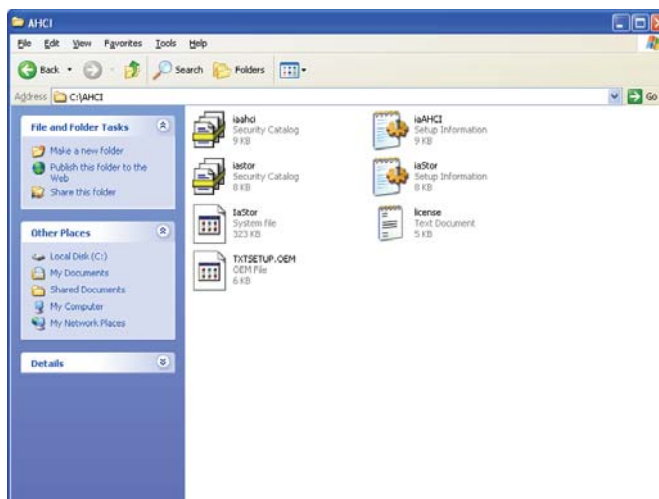 AHCI
File Edit View Favorites Tools Help
Back Search Folders
Address C:\AHCI Go
File and Folder Tasks
Make a new folder
Publish this folder to the
Web
Share this folder
Other Places
Local Disk (C:)
My Documents
Shared Documents
My Computer
My Network Places
Details
iaahci
Security Catalog
9 KB
iaAHCI
Setup Information
9 KB
iastor
Security Catalog
8 KB
iaStor
Setup Information
8 KB
IaStor
System file
323 KB
license
Text Document
5 KB
TXTSETUP.OEM
OEM File
6 KB